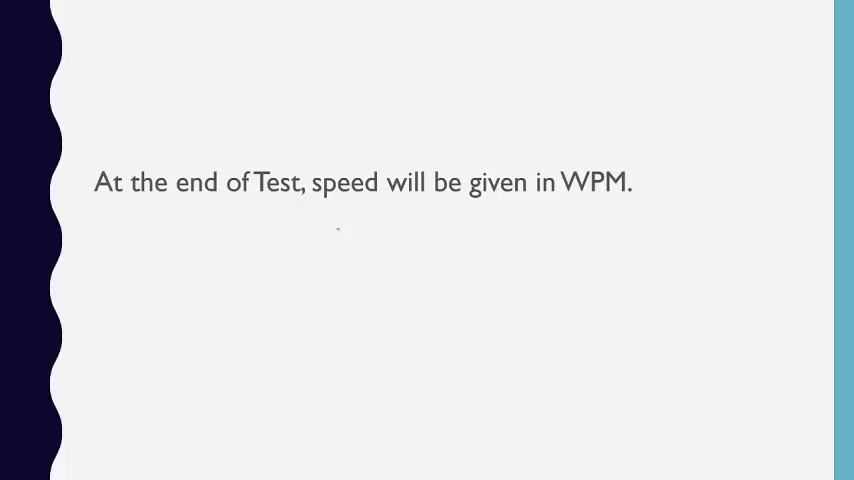 At the end of Test, speed will be given in WPM.